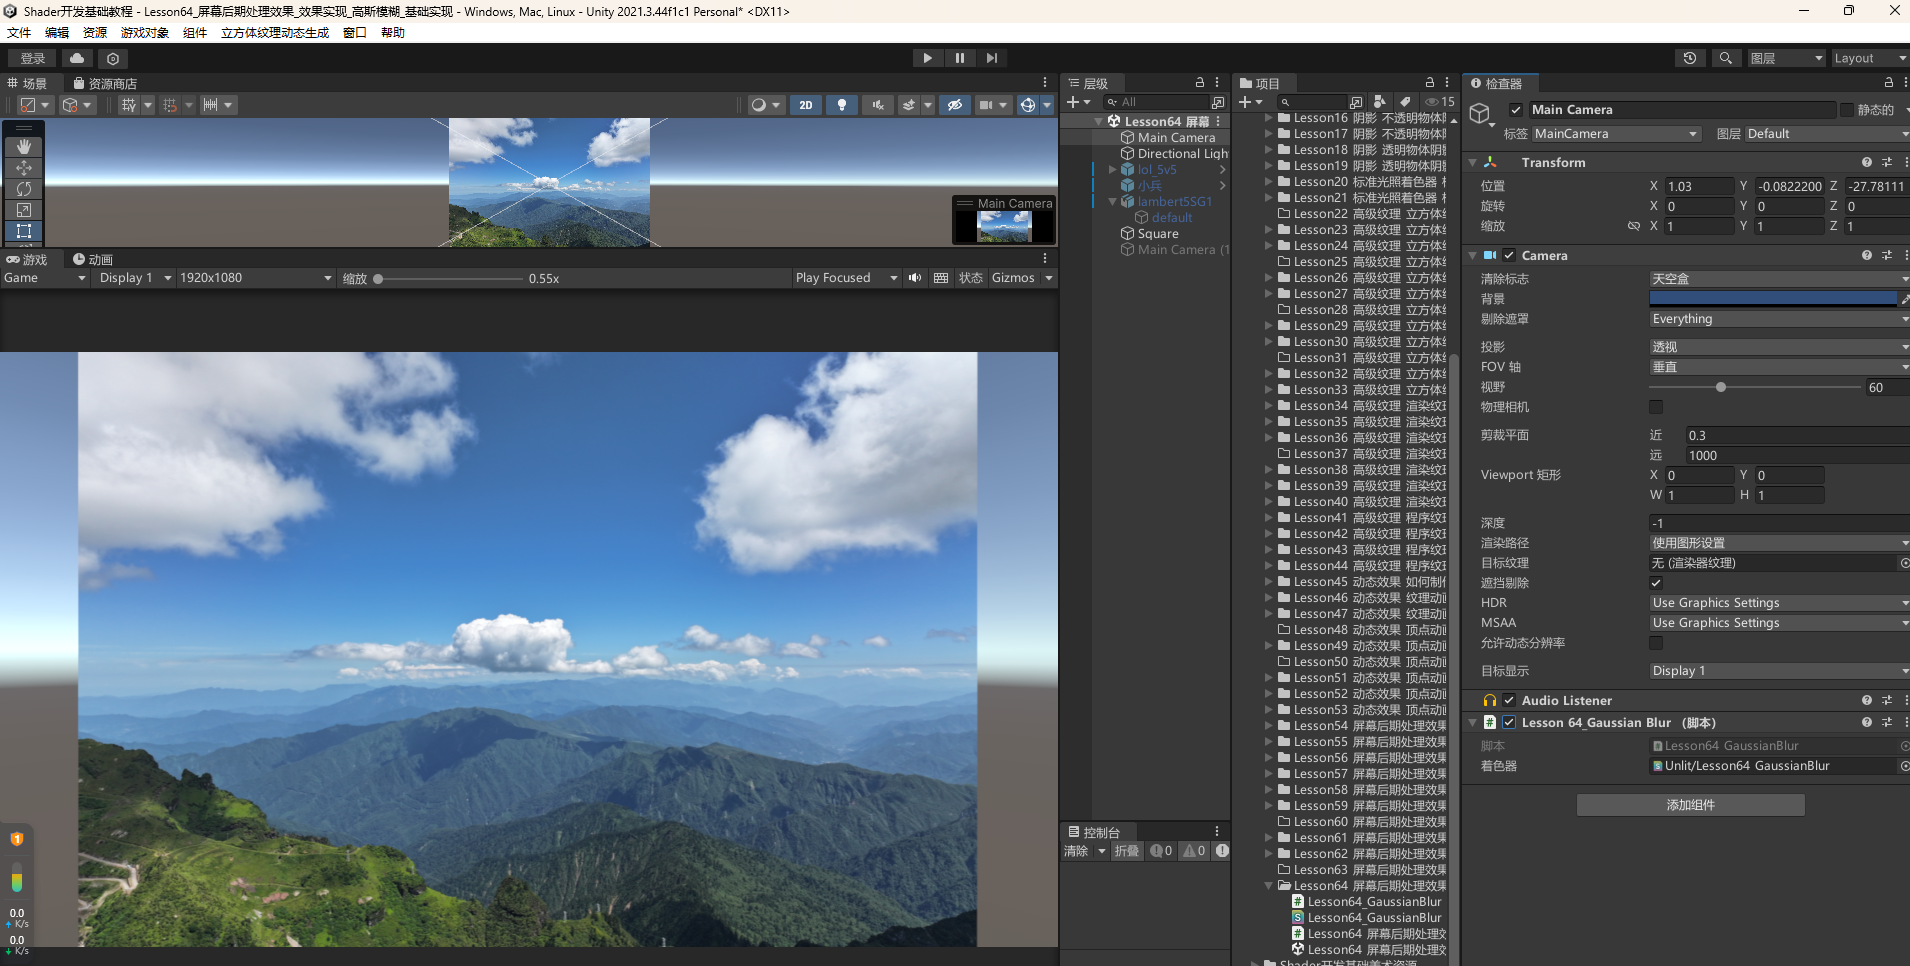 Shader开发基础教程 - Lesson64_屏幕后期处理效果_效果实现_高斯模糊_基础实现 - Windows, Mac, Linux - Unity 2021.3.44f1c1 Personal* <DX11>
文件 编辑 资源 游戏对象 组件 立方体纹理动态生成 窗口 帮助
登录
图层 Layout
场景 资源商店
2D
Main Camera
游戏 动画
Game Display 1 1920x1080 缩放 0.55x Play Focused 状态 Gizmos
1
0.0
K/s
0.0
K/s
层级
All
Lesson64 屏幕
Main Camera
Directional Ligh
lol_5v5
小兵
lambert5SG1
default
Square
Main Camera (1
控制台
清除 折叠 0 0
项目
15
Lesson16 阴影 不透明物体
Lesson17 阴影 不透明物体
Lesson18 阴影 透明物体阴
Lesson19 阴影 透明物体阴
Lesson20 标准光照着色器
Lesson21 标准光照着色器
Lesson22 高级纹理 立方体
Lesson23 高级纹理 立方体
Lesson24 高级纹理 立方体
Lesson25 高级纹理 立方体
Lesson26 高级纹理 立方体
Lesson27 高级纹理 立方体
Lesson28 高级纹理 立方体
Lesson29 高级纹理 立方体
Lesson30 高级纹理 立方体
Lesson31 高级纹理 立方体
Lesson32 高级纹理 立方体
Lesson33 高级纹理 立方体
Lesson34 高级纹理 渲染纹
Lesson35 高级纹理 渲染纹
Lesson36 高级纹理 渲染纹
Lesson37 高级纹理 渲染纹
Lesson38 高级纹理 渲染纹
Lesson39 高级纹理 渲染纹
Lesson40 高级纹理 渲染纹
Lesson41 高级纹理 程序纹
Lesson42 高级纹理 程序纹
Lesson43 高级纹理 程序纹
Lesson44 高级纹理 程序纹
Lesson45 动态效果 如何制
Lesson46 动态效果 纹理动
Lesson47 动态效果 纹理动
Lesson48 动态效果 顶点动
Lesson49 动态效果 顶点动
Lesson50 动态效果 顶点动
Lesson51 动态效果 顶点动
Lesson52 动态效果 顶点动
Lesson53 动态效果 顶点动
Lesson54 屏幕后期处理效果
Lesson55 屏幕后期处理效果
Lesson56 屏幕后期处理效果
Lesson57 屏幕后期处理效果
Lesson58 屏幕后期处理效果
Lesson59 屏幕后期处理效果
Lesson60 屏幕后期处理效果
Lesson61 屏幕后期处理效果
Lesson62 屏幕后期处理效果
Lesson63 屏幕后期处理效果
Lesson64 屏幕后期处理效果
Lesson64_GaussianBlur
Lesson64_GaussianBlur
Lesson64 屏幕后期处理
Lesson64 屏幕后期处理
检查器
Main Camera 静态的
标签 MainCamera 图层 Default
Transform
位置 X 1.03 Y -0.0822200 Z -27.78111
旋转 X 0 Y 0 Z 0
缩放 X 1 Y 1 Z 1
Camera
清除标志 天空盒
背景
剔除遮罩 Everything
投影 透视
FOV 轴 垂直
视野 60
物理相机
剪裁平面 近 0.3
远 1000
Viewport 矩形 X 0 Y 0
W 1 H 1
深度 -1
渲染路径 使用图形设置
目标纹理 无 (渲染器纹理)
遮挡剔除
HDR Use Graphics Settings
MSAA Use Graphics Settings
允许动态分辨率
目标显示 Display 1
Audio Listener
Lesson 64_Gaussian Blur （脚本）
脚本 Lesson64 GaussianBlur
着色器 Unlit/Lesson64 GaussianBlur
添加组件